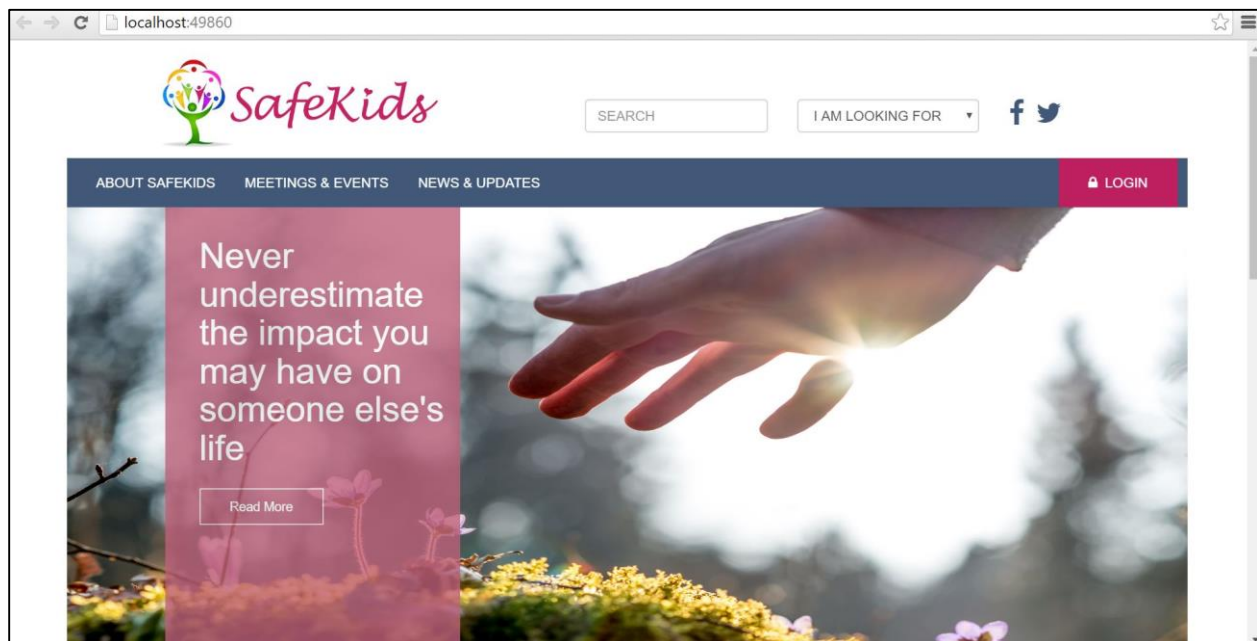 localhost:49860
SafeKids
SEARCH
I AM LOOKING FOR
ABOUT SAFEKIDS
MEETINGS & EVENTS
NEWS & UPDATES
LOGIN
Never
underestimate
the impact you
may have on
someone else's
life
Read More